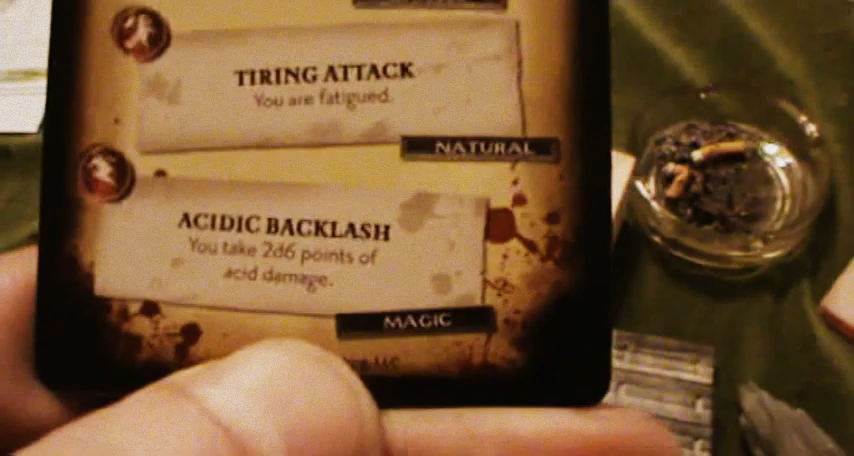 TIRING ATTACK
You are fatigued.
NATURAL
ACIDIC BACKLASH
You take 2d6 points of
acid damage.
MAGIC